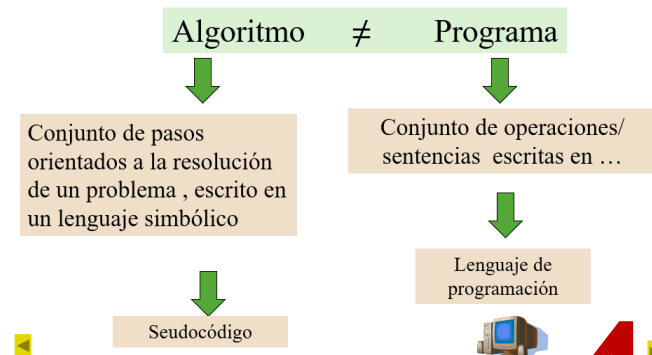 Algoritmo ≠ Programa
Conjunto de pasos
orientados a la resolución
de un problema , escrito en
un lenguaje simbólico
Seudocódigo
Conjunto de operaciones/
sentencias escritas en …
Lenguaje de
programación